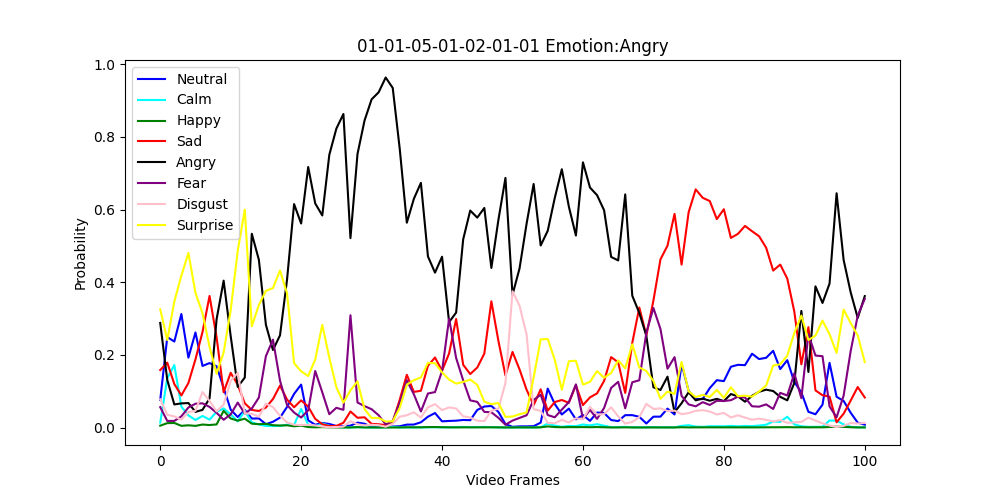 01-01-05-01-02-01-01 Emotion:Angry
1.0
0.8
0.6
0.4
0.2
0.0
Probability
Neutral
Calm
Happy
Sad
Angry
Fear
Disgust
Surprise
0 20 40 60 80 100
Video Frames